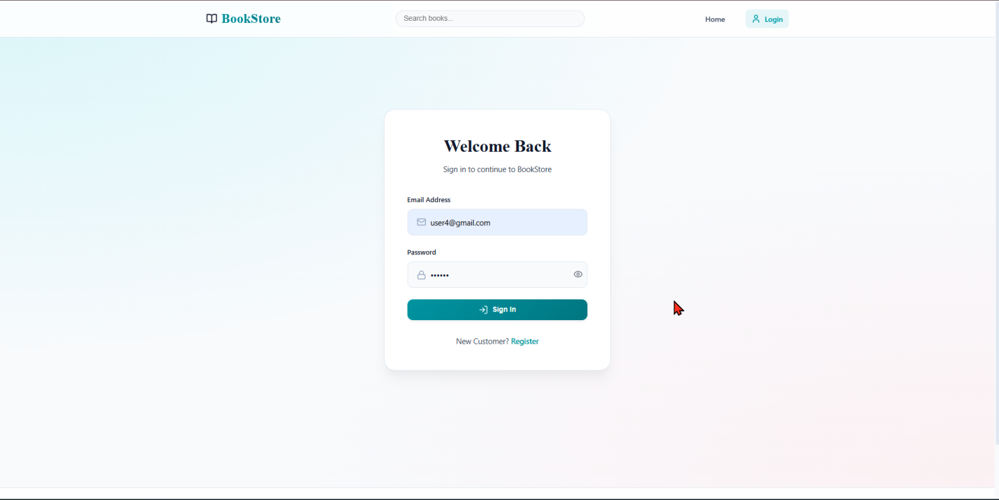 BookStore
Search books...
Home
Login
Welcome Back
Sign in to continue to BookStore
Email Address
user4@gmail.com
Password
••••••
Sign In
New Customer? Register